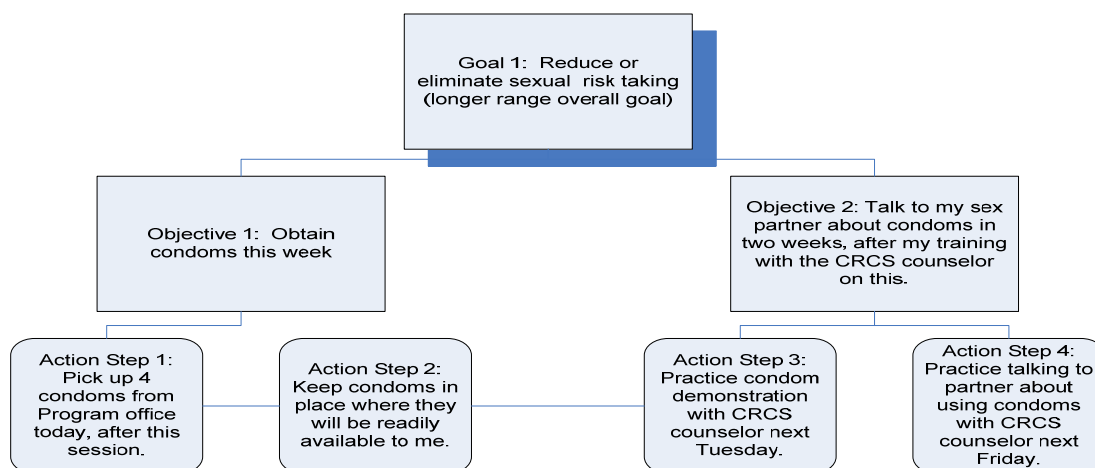 Goal 1:  Reduce or
eliminate sexual  risk taking
(longer range overall goal)
Objective 1:  Obtain
condoms this week
Objective 2: Talk to my sex
partner about condoms in
two weeks, after my training
with the CRCS counselor
on this.
Action Step 1:
Pick up 4
condoms from
Program office
today, after this
session.
Action Step 2:
Keep condoms in
place where they
will be readily
available to me.
Action Step 3:
Practice condom
demonstration
with CRCS
counselor next
Tuesday.
Action Step 4:
Practice talking to
partner about
using condoms
with CRCS
counselor next
Friday.